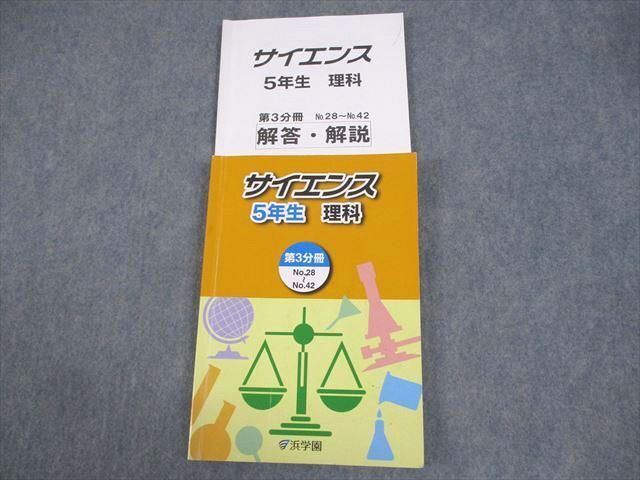 サイエンス
5年生 理科
第3分冊 No.28～No.42
解答・解説
サイエンス
5年生 理科
第3分冊
No.28
～
No.42
浜学園